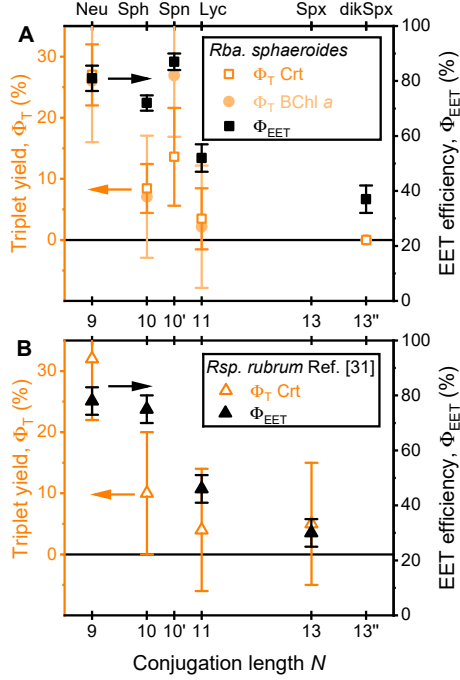 Neu Sph Spn Lyc Spx dikSpx
A
Triplet yield, Φ_T (%)
30
20
10
0
Rba. sphaeroides
Φ_T Crt
Φ_T BChl a
Φ_EET
100
80
60
40
20
0
EET efficiency, Φ_EET (%)
9 10 10' 11 13 13"
B
Triplet yield, Φ_T (%)
30
20
10
0
Rsp. rubrum Ref. [31]
Φ_T Crt
Φ_EET
100
80
60
40
20
0
EET efficiency, Φ_EET (%)
9 10 10' 11 13 13"
Conjugation length N